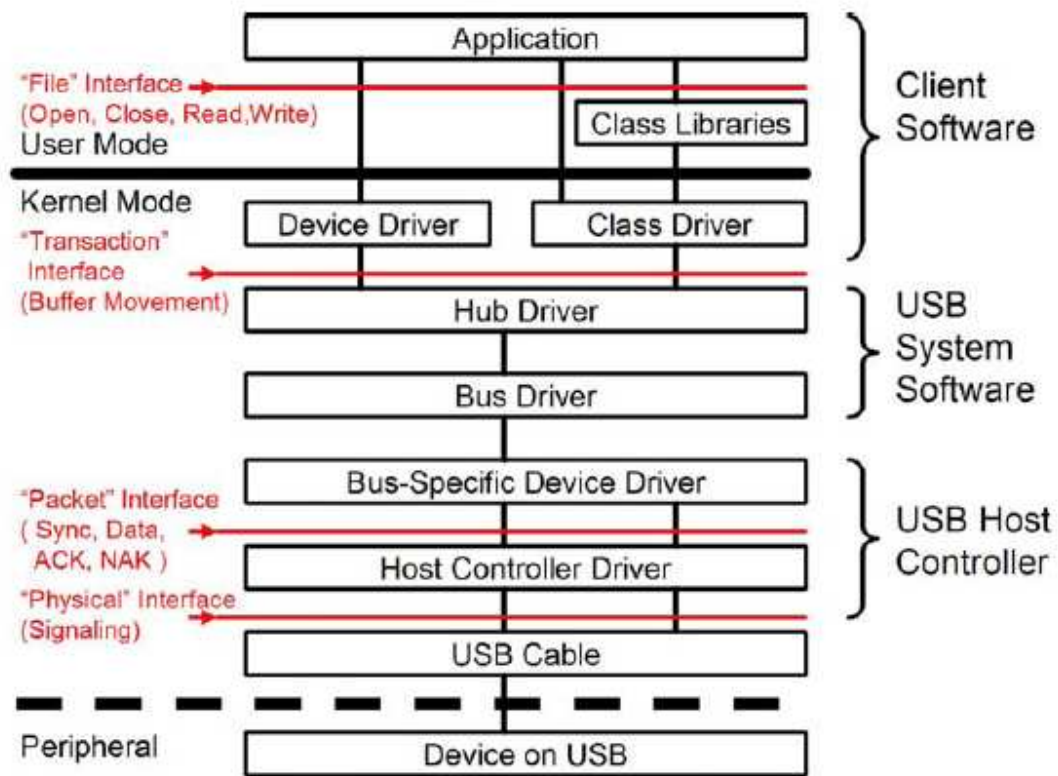 Application
"File" Interface
(Open, Close, Read,Write)
User Mode
Class Libraries
Client
Software
Kernel Mode
Device Driver
Class Driver
"Transaction"
Interface
(Buffer Movement)
Hub Driver
Bus Driver
USB
System
Software
Bus-Specific Device Driver
"Packet" Interface
( Sync, Data,
ACK, NAK )
Host Controller Driver
USB Host
Controller
"Physical" Interface
(Signaling)
USB Cable
Peripheral
Device on USB